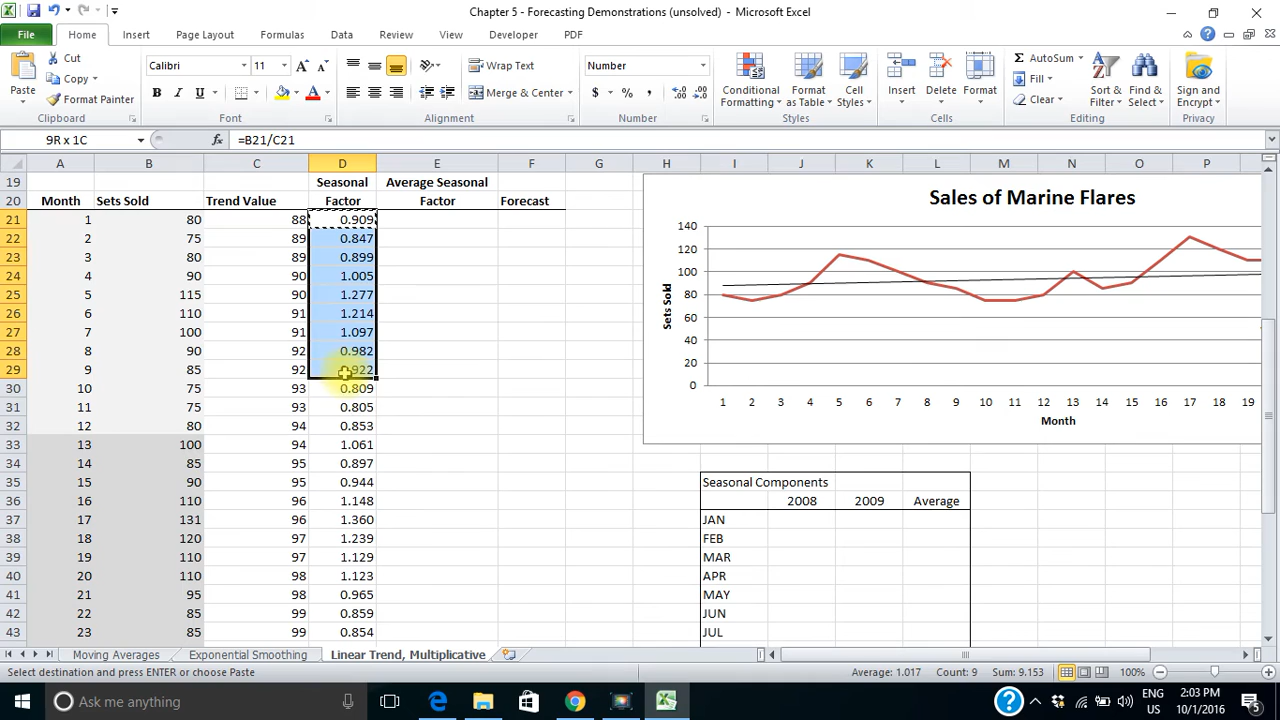 Chapter 5 - Forecasting Demonstrations (unsolved) - Microsoft Excel
File Home Insert Page Layout Formulas Data Review View Developer PDF
Paste Cut Copy Format Painter Clipboard
Calibri 11 B I U A Font
Wrap Text Merge & Center Alignment
Number $ % , Number
Conditional Formatting Format as Table Cell Styles Styles
Insert Delete Format Cells
Σ AutoSum Fill Clear Sort & Filter Find & Select Editing
Sign and Encrypt Privacy
9R x 1C fx =B21/C21
A B C D E F G H I J K L M N O P
19 Seasonal Average Seasonal
20 Month Sets Sold Trend Value Factor Factor Forecast
21 1 80 88 0.909
22 2 75 89 0.847
23 3 80 89 0.899
24 4 90 90 1.005
25 5 115 90 1.277
26 6 110 91 1.214
27 7 100 91 1.097
28 8 90 92 0.982
29 9 85 92 0.922
30 10 75 93 0.809
31 11 75 93 0.805
32 12 80 94 0.853
33 13 100 94 1.061
34 14 85 95 0.897
35 15 90 95 0.944
36 16 110 96 1.148
37 17 131 96 1.360
38 18 120 97 1.239
39 19 110 97 1.129
40 20 110 98 1.123
41 21 95 98 0.965
42 22 85 99 0.859
43 23 85 99 0.854
Sales of Marine Flares
140
120
100
80
60
40
20
0
Sets Sold
1 2 3 4 5 6 7 8 9 10 11 12 13 14 15 16 17 18 19
Month
Seasonal Components
2008 2009 Average
JAN
FEB
MAR
APR
MAY
JUN
JUL
Moving Averages Exponential Smoothing Linear Trend, Multiplicative
Select destination and press ENTER or choose Paste Average: 1.017 Count: 9 Sum: 9.153 100%
Ask me anything
ENG US
2:03 PM
10/1/2016